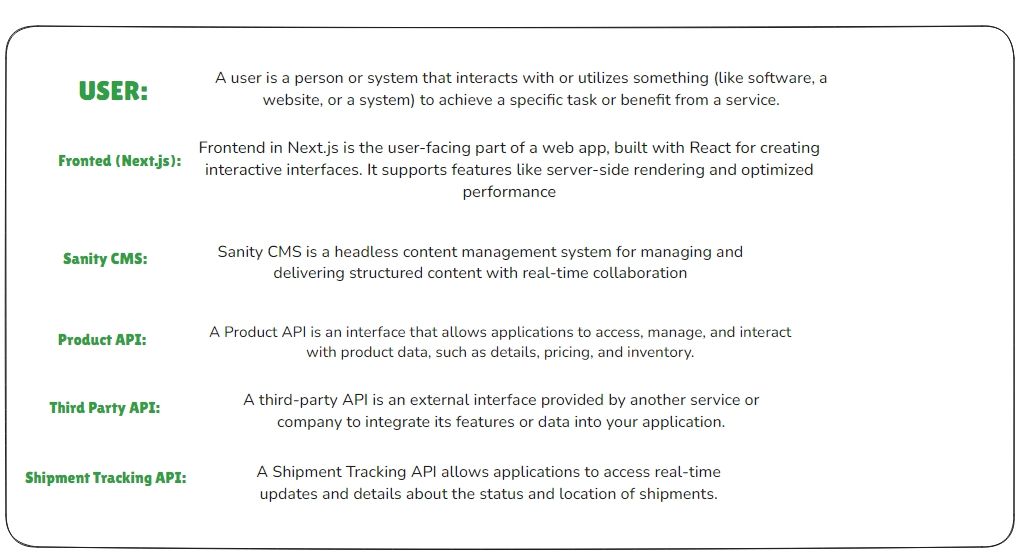 USER:
A user is a person or system that interacts with or utilizes something (like software, a
website, or a system) to achieve a specific task or benefit from a service.
Fronted (Next.js):
Frontend in Next.js is the user-facing part of a web app, built with React for creating
interactive interfaces. It supports features like server-side rendering and optimized
performance
Sanity CMS:
Sanity CMS is a headless content management system for managing and
delivering structured content with real-time collaboration
Product API:
A Product API is an interface that allows applications to access, manage, and interact
with product data, such as details, pricing, and inventory.
Third Party API:
A third-party API is an external interface provided by another service or
company to integrate its features or data into your application.
Shipment Tracking API:
A Shipment Tracking API allows applications to access real-time
updates and details about the status and location of shipments.